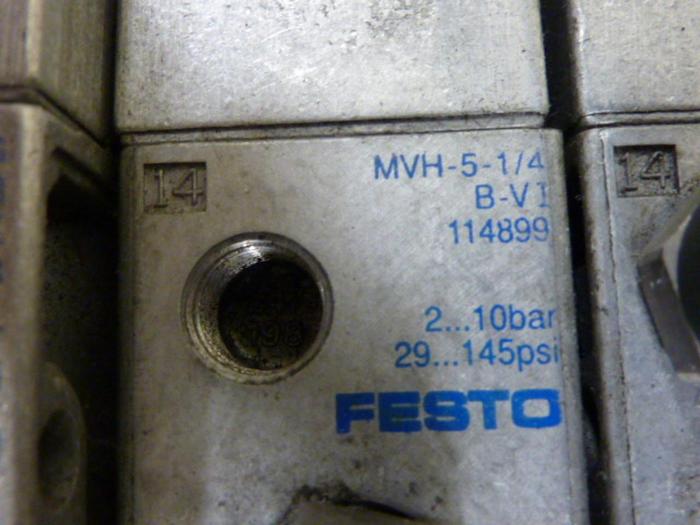 14
MVH-5-1/4
B-VI
114899
2...10bar
29...145psi
FESTO
14